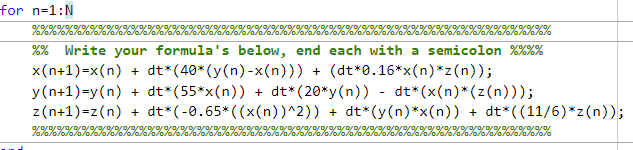 for n=1:N
%%%%%%%%%%%%%%%%%%%%%%%%%%%%%%%%%%%%%%%%%%%%%%%%%%%%%%%%%%%%%%%%%
%%  Write your formula's below, end each with a semicolon %%%%
x(n+1)=x(n) + dt*(40*(y(n)-x(n))) + (dt*0.16*x(n)*z(n));
y(n+1)=y(n) + dt*(55*x(n)) + dt*(20*y(n)) - dt*(x(n)*(z(n)));
z(n+1)=z(n) + dt*(-0.65*((x(n))^2)) + dt*(y(n)*x(n)) + dt*((11/6)*z(n));
%%%%%%%%%%%%%%%%%%%%%%%%%%%%%%%%%%%%%%%%%%%%%%%%%%%%%%%%%%%%%%%%%
end